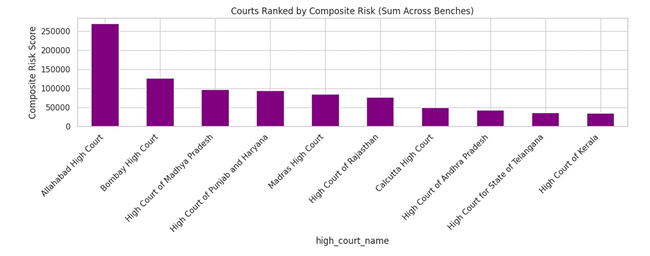 Courts Ranked by Composite Risk (Sum Across Benches)
Composite Risk Score
250000
200000
150000
100000
50000
0
Allahabad High Court
Bombay High Court
High Court of Madhya Pradesh
High Court of Punjab and Haryana
Madras High Court
High Court of Rajasthan
Calcutta High Court
High Court of Andhra Pradesh
High Court for State of Telangana
High Court of Kerala
high_court_name